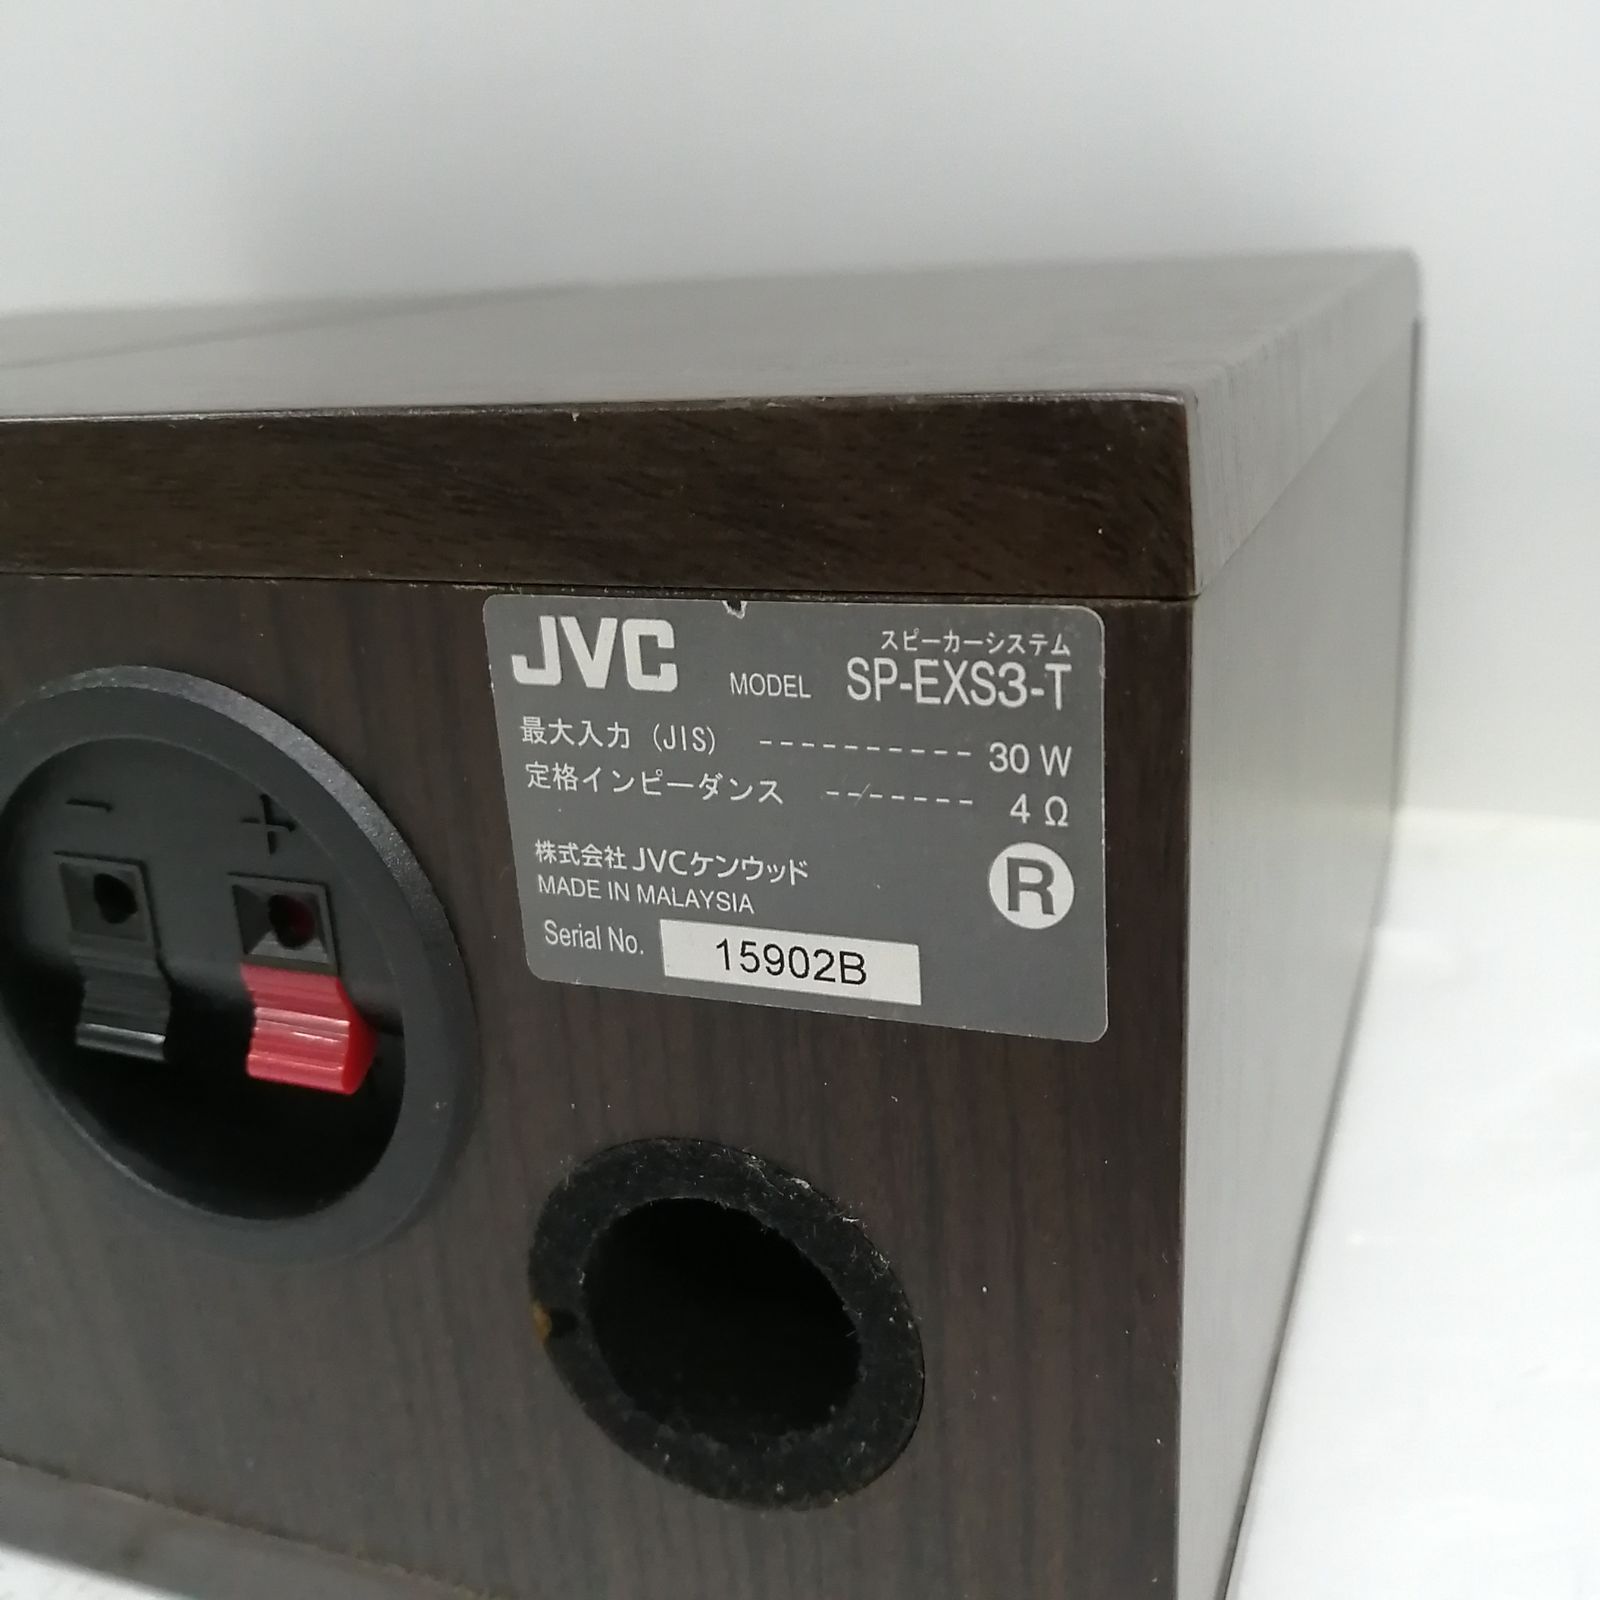 JVC
スピーカーシステム
MODEL SP-EXS3-T
最大入力 (JIS) ---------- 30 W
定格インピーダンス ------- 4 Ω
株式会社 JVCケンウッド
MADE IN MALAYSIA
R
Serial No. 15902B
- +